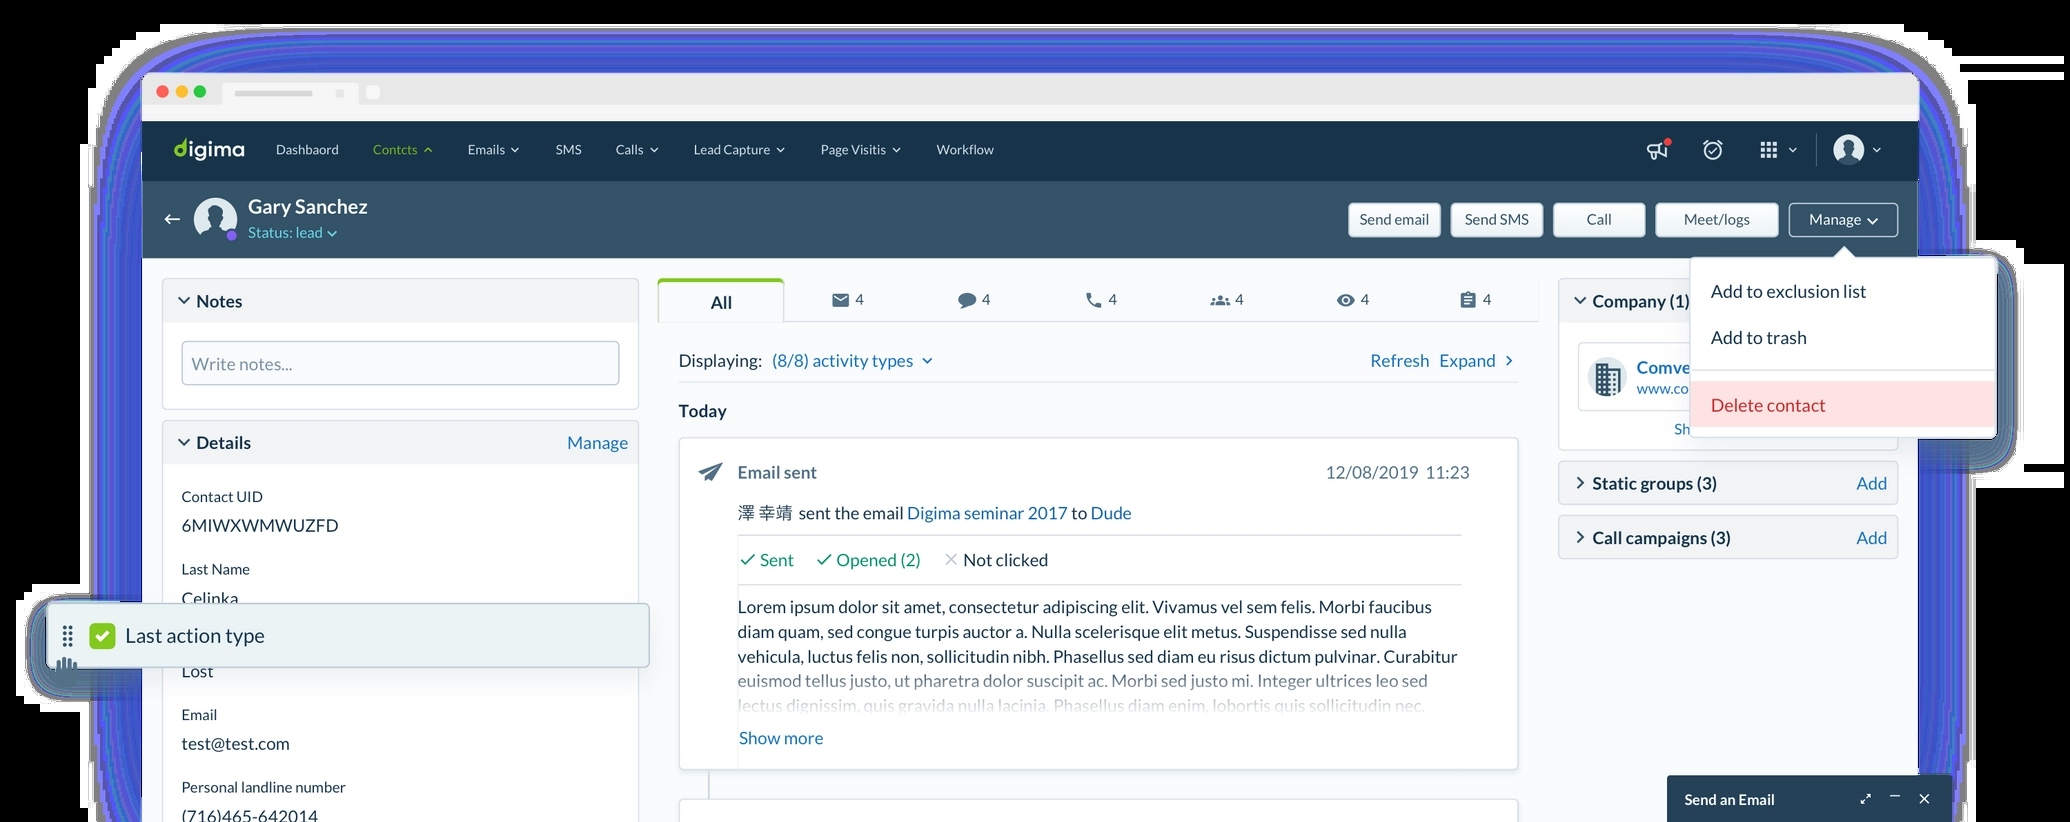 digima Dashbaord Contcts Emails SMS Calls Lead Capture Page Visitis Workflow
Gary Sanchez
Status: lead
Send email Send SMS Call Meet/logs Manage
Add to exclusion list
Add to trash
Delete contact
Notes
Write notes...
Details Manage
Contact UID
6MIWXWMWUZFD
Last Name
Celinka
Last action type
Lost
Email
test@test.com
Personal landline number
(716)465-642014
All 4 4 4 4 4 4
Displaying: (8/8) activity types Refresh Expand
Today
Email sent 12/08/2019 11:23
澤 幸靖 sent the email Digima seminar 2017 to Dude
Sent Opened (2) Not clicked
Lorem ipsum dolor sit amet, consectetur adipiscing elit. Vivamus vel sem felis. Morbi faucibus
diam quam, sed congue turpis auctor a. Nulla scelerisque elit metus. Suspendisse sed nulla
vehicula, luctus felis non, sollicitudin nibh. Phasellus sed diam eu risus dictum pulvinar. Curabitur
euismod tellus justo, ut pharetra dolor suscipit ac. Morbi sed justo mi. Integer ultrices leo sed
lectus dignissim, quis gravida nulla lacinia. Phasellus diam enim, lobortis quis sollicitudin nec.
Show more
Company (1)
Comve
www.co
Sh
Static groups (3) Add
Call campaigns (3) Add
Send an Email